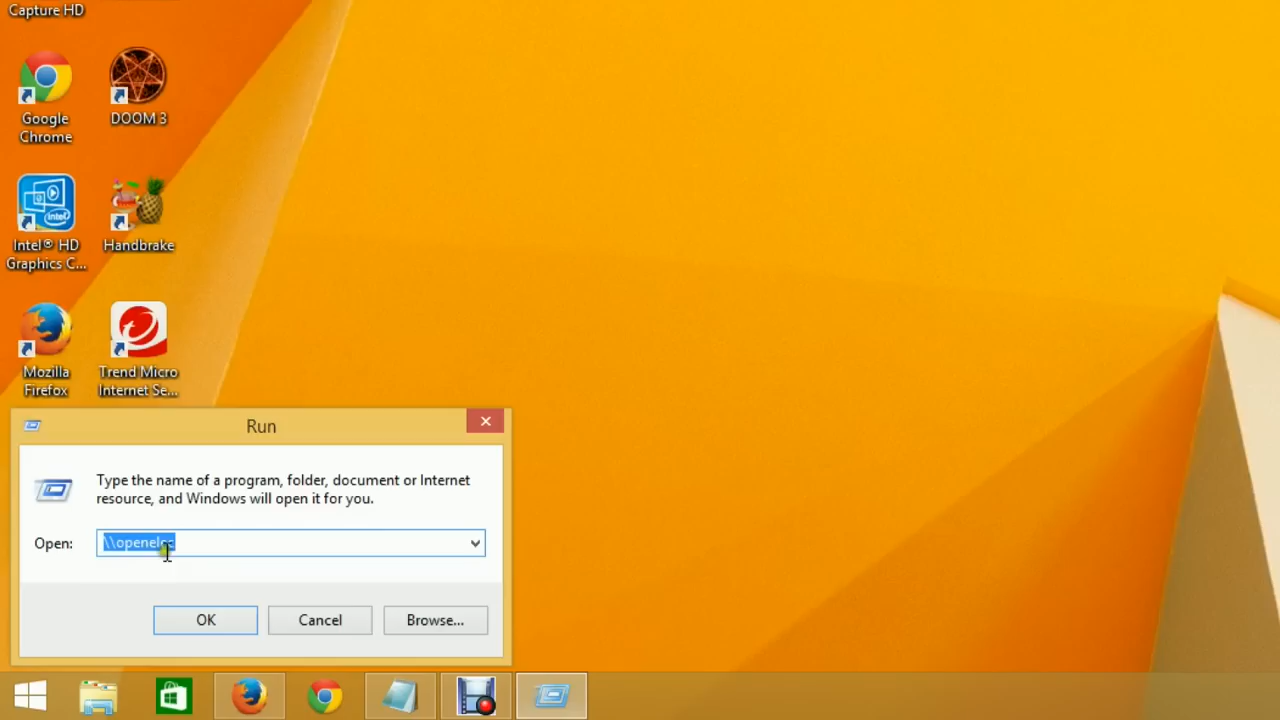 Capture HD
Google
Chrome
DOOM 3
intel
Intel® HD
Graphics C...
Handbrake
Mozilla
Firefox
Trend Micro
Internet Se...
Run
Type the name of a program, folder, document or Internet
resource, and Windows will open it for you.
Open:
\\openelec
OK
Cancel
Browse...